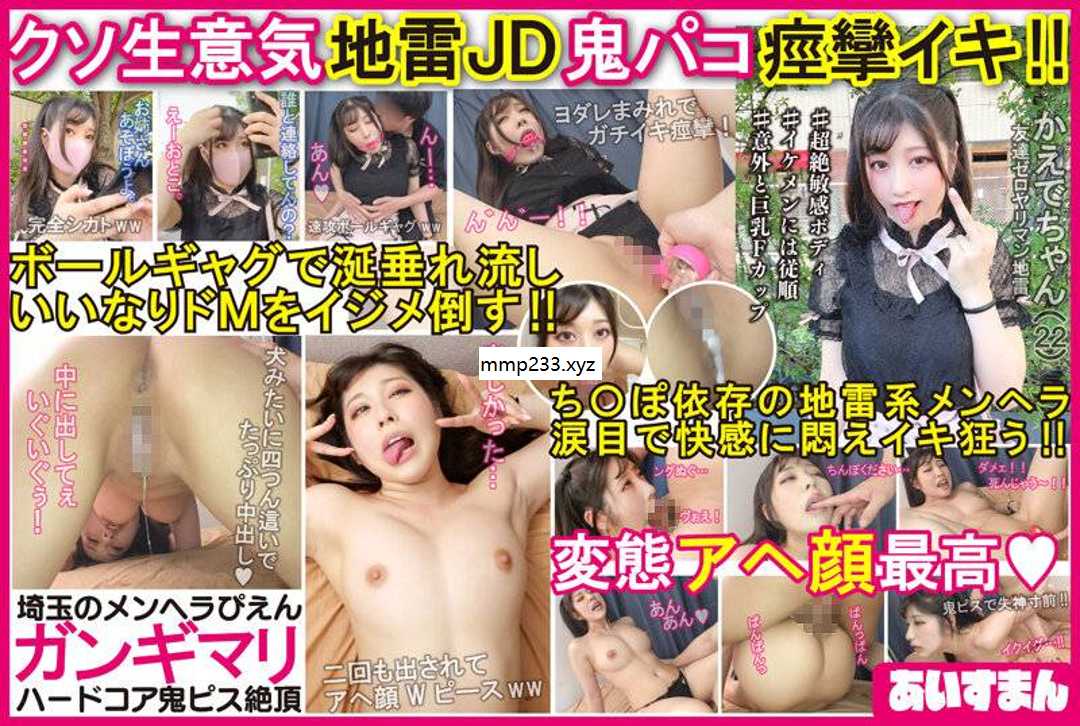 クソ生意気地雷JD鬼パコ痙攣イキ!!
お姉さん
あそぼうよ。
完全シカトww
誰と連絡してんの?
えーおとこ。
んー…
あん♥
速攻ボールギャグww
ヨダレまみれで
ガチイキ痙攣!
ん゛ん゛ー!!
#超絶敏感ボディ
#イケメンには従順
#意外と巨乳Fカップ
かえでちゃん(22)
友達ゼロヤリマン地雷
ボールギャグで涎垂れ流し
いいなりドMをイジメ倒す!!
mmp233.xyz
ち〇ぽ依存の地雷系メンヘラ
涙目で快感に悶えイキ狂う!!
犬みたいに四つん這いで
たっぷり中出し♥
中に出してぇ
いぐいぐぅ!
二回も出されて
アヘ顔Wピースww
ングぬぐ…
ヴぉえ!
ちんぽください…
ダメェ!!
死んじゃう~!!
変態アヘ顔最高♥
あんあん♥
ぱんぱんっ
ぱんっぱん
鬼ピスで失神寸前!!
イクイグ~!!
埼玉のメンヘラぴえん
ガンギマリ
ハードコア鬼ピス絶頂
あいすまん